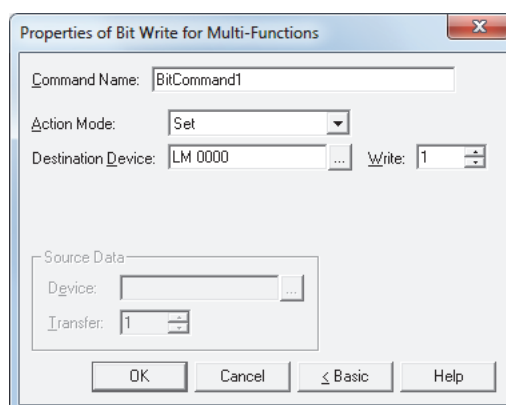 Properties of Bit Write for Multi-Functions
Command Name: BitCommand1
Action Mode: Set
Destination Device: LM 0000 ... Write: 1
Source Data
Device: ...
Transfer: 1
OK Cancel < Basic Help